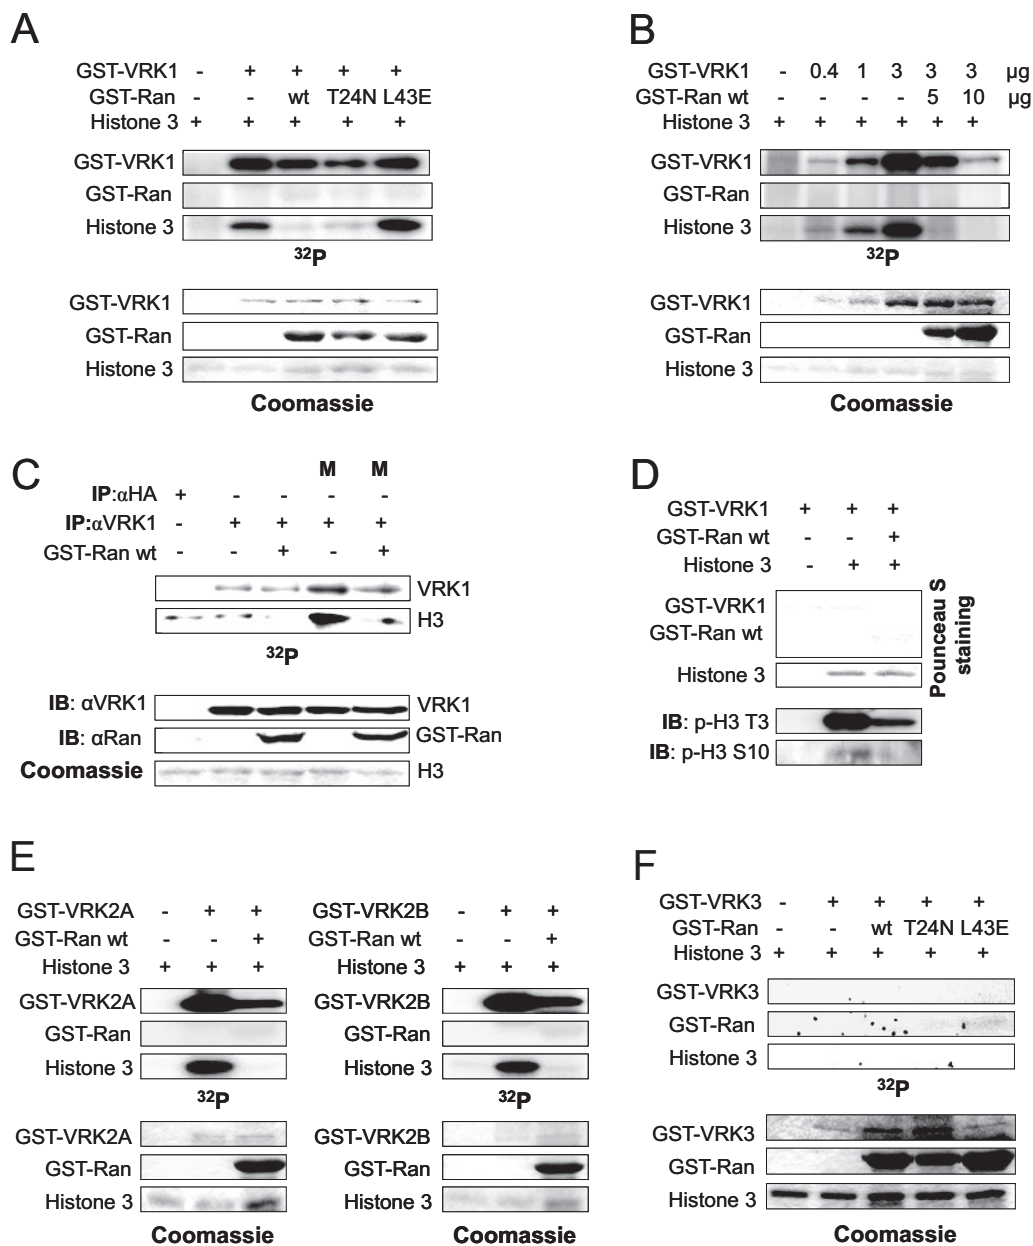 A
GST-VRK1 - + + + +
GST-Ran - - wt T24N L43E
Histone 3 + + + + +
GST-VRK1
GST-Ran
Histone 3
32P
GST-VRK1
GST-Ran
Histone 3
Coomassie
B
GST-VRK1 - 0.4 1 3 3 3 µg
GST-Ran wt - - - - 5 10 µg
Histone 3 + + + + + +
GST-VRK1
GST-Ran
Histone 3
32P
GST-VRK1
GST-Ran
Histone 3
Coomassie
C
M M
IP:αHA + - - - -
IP:αVRK1 - + + + +
GST-Ran wt - - + - +
VRK1
H3
32P
IB: αVRK1 VRK1
IB: αRan GST-Ran
Coomassie H3
D
GST-VRK1 + + +
GST-Ran wt - - +
Histone 3 - + +
GST-VRK1
GST-Ran wt
Histone 3
Pounceau S
staining
IB: p-H3 T3
IB: p-H3 S10
E
GST-VRK2A - + +
GST-Ran wt - - +
Histone 3 + + +
GST-VRK2A
GST-Ran
Histone 3
32P
GST-VRK2A
GST-Ran
Histone 3
Coomassie
GST-VRK2B - + +
GST-Ran wt - - +
Histone 3 + + +
GST-VRK2B
GST-Ran
Histone 3
32P
GST-VRK2B
GST-Ran
Histone 3
Coomassie
F
GST-VRK3 - + + + +
GST-Ran - - wt T24N L43E
Histone 3 + + + + +
GST-VRK3
GST-Ran
Histone 3
32P
GST-VRK3
GST-Ran
Histone 3
Coomassie